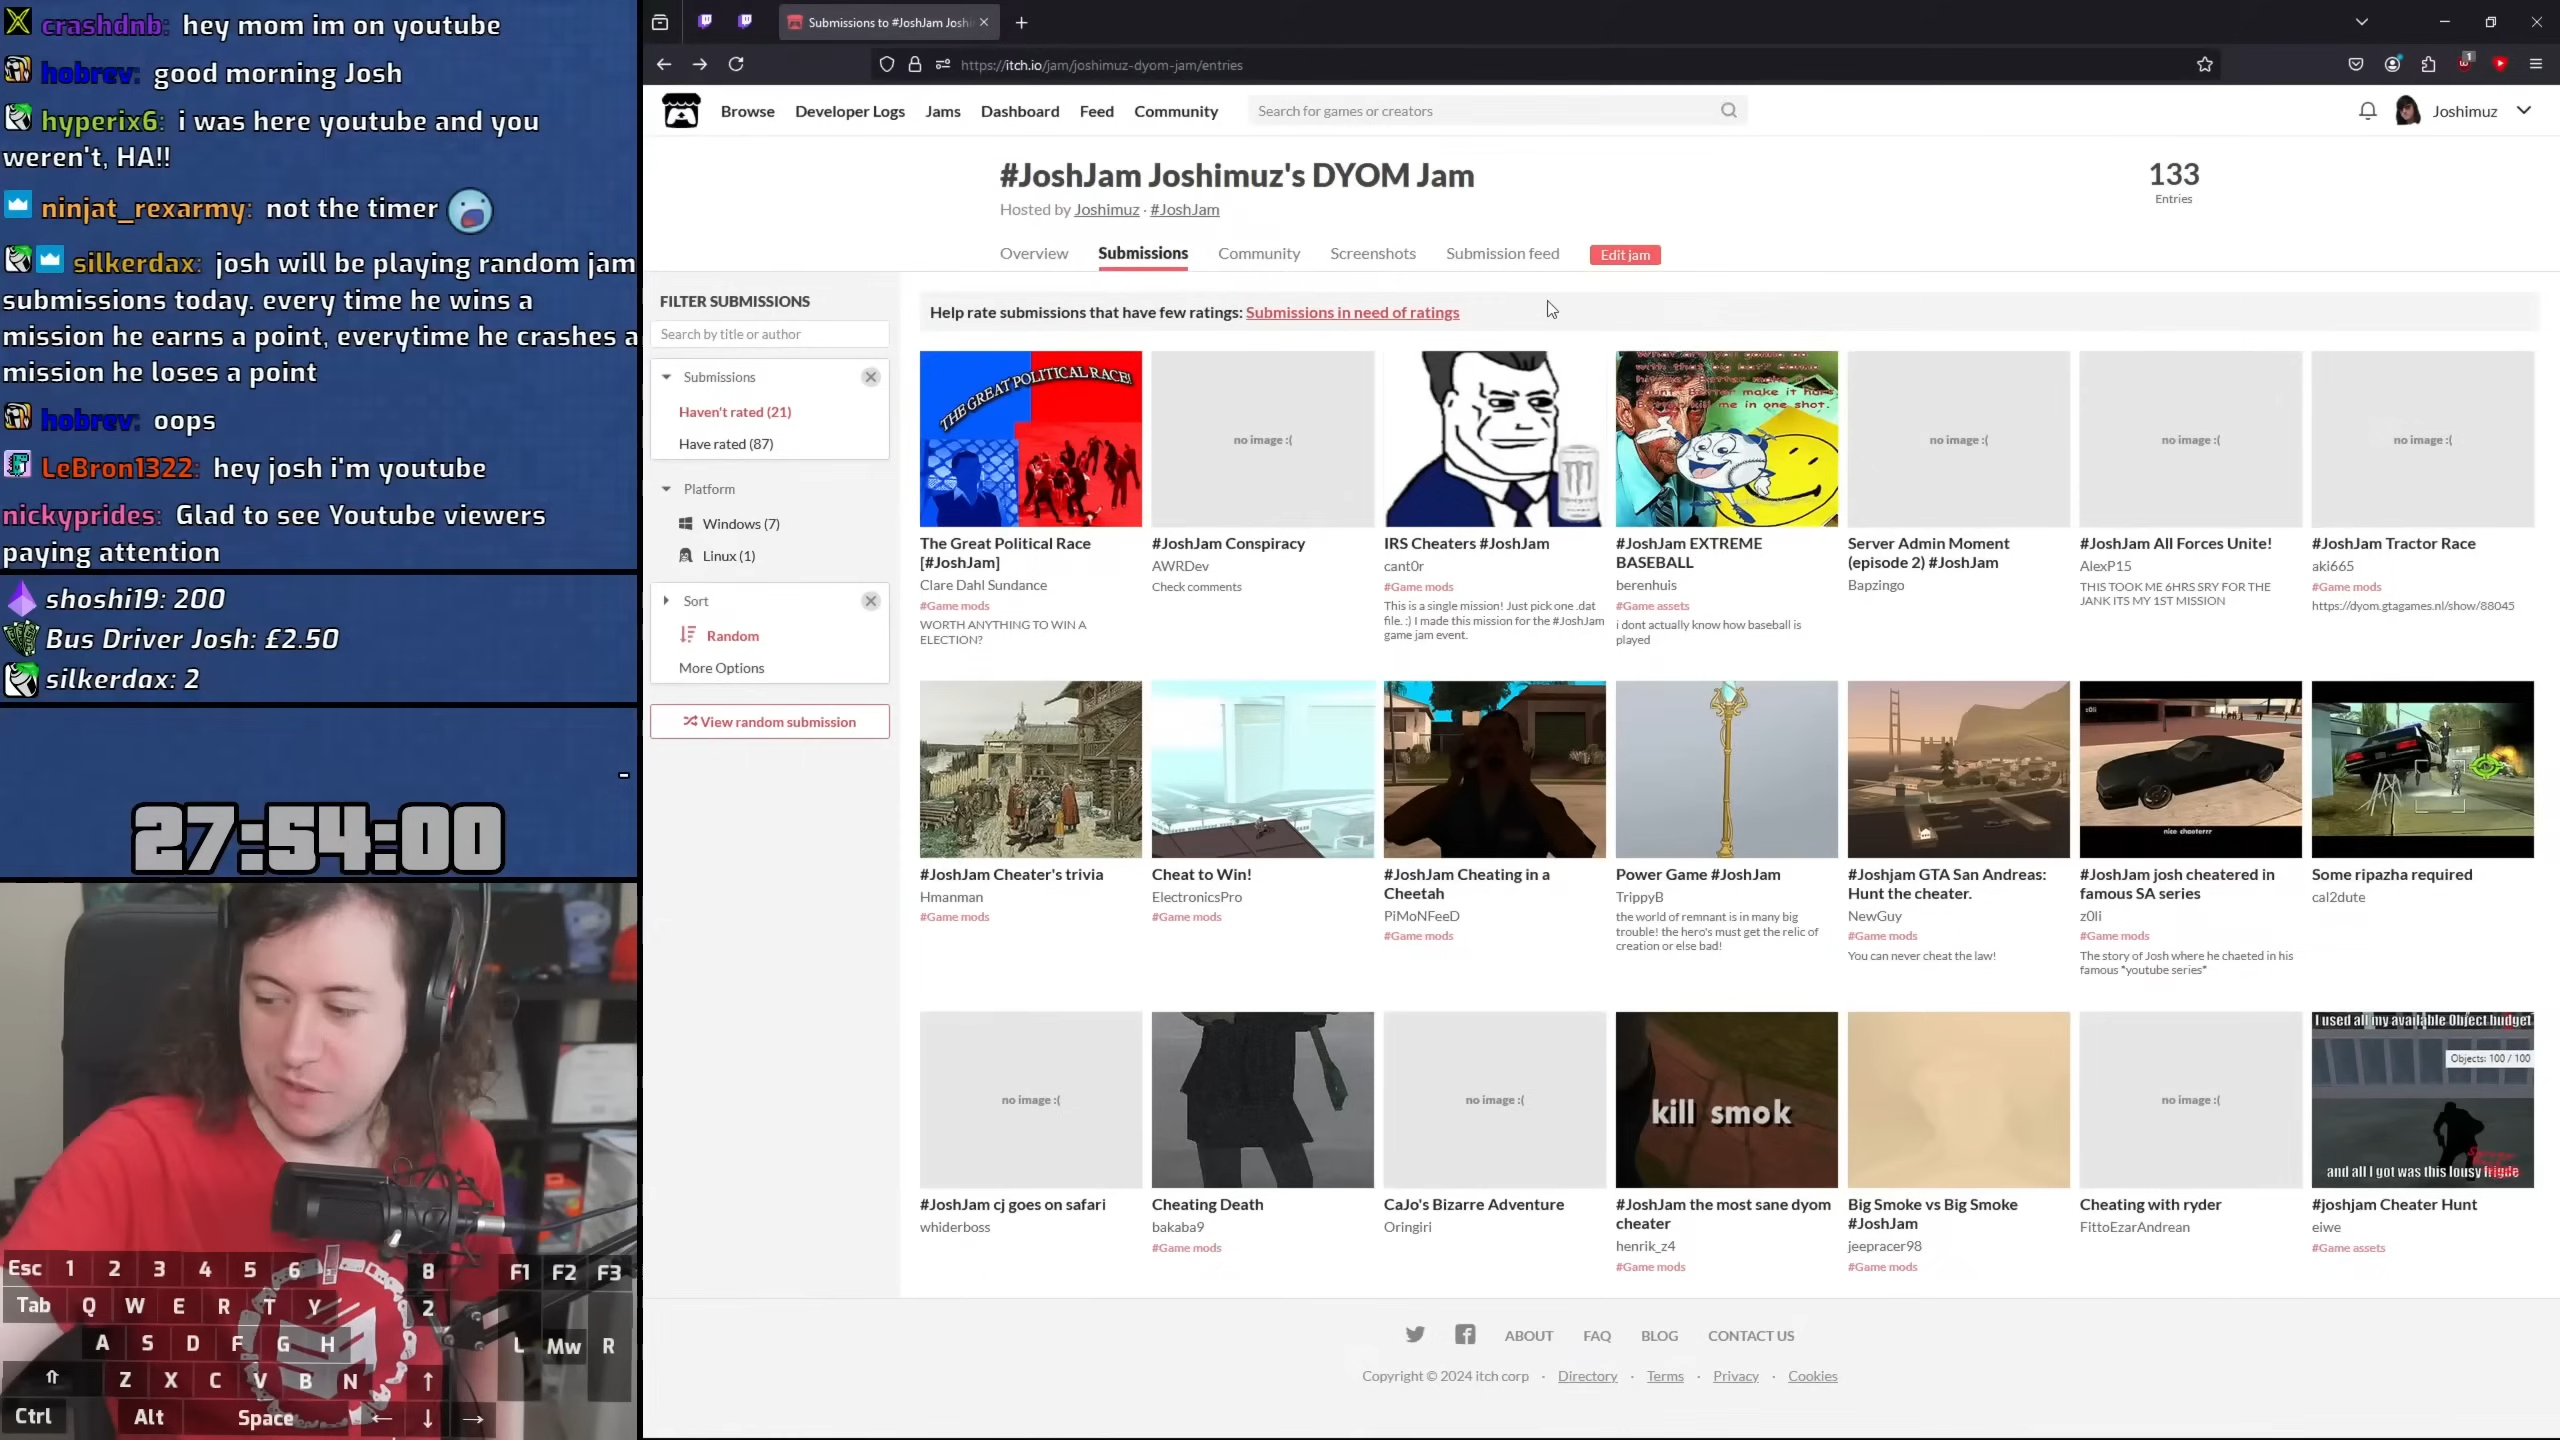 crashdnb: hey mom im on youtube
hobrev: good morning Josh
hyperix6: i was here youtube and you
weren't, HA!!
ninjat_rexarmy: not the timer
silkerdax: josh will be playing random jam
submissions today. every time he wins a
mission he earns a point, everytime he crashes a
mission he loses a point
hobrev: oops
LeBron1322: hey josh i'm youtube
nickyprides: Glad to see Youtube viewers
paying attention
shoshi19: 200
Bus Driver Josh: £2.50
silkerdax: 2
-
27:54:00
Esc 1 2 3 4 5 6 8 F1 F2 F3
Tab Q W E R T Y 2
A S D F G H L Mw R
⇑ Z X C V B N ↑
Ctrl Alt Space ← ↓ →
Submissions to #JoshJam Josh
https://itch.io/jam/joshimuz-dyom-jam/entries
1
Browse Developer Logs Jams Dashboard Feed Community Search for games or creators Joshimuz
#JoshJam Joshimuz's DYOM Jam
Hosted by Joshimuz · #JoshJam
133
Entries
Overview Submissions Community Screenshots Submission feed Edit jam
FILTER SUBMISSIONS
Search by title or author
Submissions
Haven't rated (21)
Have rated (87)
Platform
Windows (7)
Linux (1)
Sort
Random
More Options
View random submission
Help rate submissions that have few ratings: Submissions in need of ratings
THE GREAT POLITICAL RACE!
The Great Political Race
[#JoshJam]
Clare Dahl Sundance
#Game mods
WORTH ANYTHING TO WIN A
ELECTION?
no image :(
#JoshJam Conspiracy
AWRDev
Check comments
IRS Cheaters #JoshJam
cant0r
#Game mods
This is a single mission! Just pick one .dat
file. :) I made this mission for the #JoshJam
game jam event.
me in one shot.
#JoshJam EXTREME
BASEBALL
berenhuis
#Game assets
i dont actually know how baseball is
played
no image :(
Server Admin Moment
(episode 2) #JoshJam
Bapzingo
no image :(
#JoshJam All Forces Unite!
AlexP15
THIS TOOK ME 6HRS SRY FOR THE
JANK ITS MY 1ST MISSION
no image :(
#JoshJam Tractor Race
aki665
#Game mods
https://dyom.gtagames.nl/show/88045
#JoshJam Cheater's trivia
Hmanman
#Game mods
Cheat to Win!
ElectronicsPro
#Game mods
#JoshJam Cheating in a
Cheetah
PiMoNFeeD
#Game mods
Power Game #JoshJam
TrippyB
the world of remnant is in many big
trouble! the hero's must get the relic of
creation or else bad!
#Joshjam GTA San Andreas:
Hunt the cheater.
NewGuy
#Game mods
You can never cheat the law!
z0li
nice sheeterrr
#JoshJam josh cheatered in
famous SA series
z0li
#Game mods
The story of Josh where he chaeted in his
famous *youtube series*
Some ripazha required
cal2dute
no image :(
#JoshJam cj goes on safari
whiderboss
Cheating Death
bakaba9
#Game mods
no image :(
CaJo's Bizarre Adventure
Oringiri
kill smok
#JoshJam the most sane dyom
cheater
henrik_z4
#Game mods
Big Smoke vs Big Smoke
#JoshJam
jeepracer98
#Game mods
no image :(
Cheating with ryder
FittoEzarAndrean
I used all my available Object budget
Objects: 100 / 100
and all I got was this lousy
#joshjam Cheater Hunt
eiwe
#Game assets
ABOUT FAQ BLOG CONTACT US
Copyright © 2024 itch corp · Directory · Terms · Privacy · Cookies